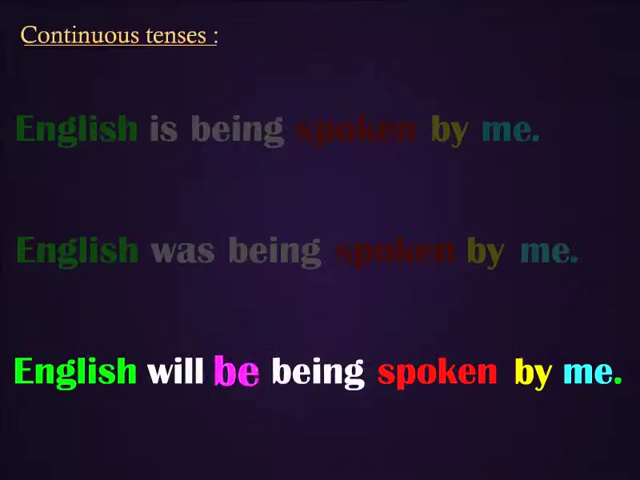 Continuous tenses :
English is being spoken by me.
English was being spoken by me.
English will be being spoken by me.